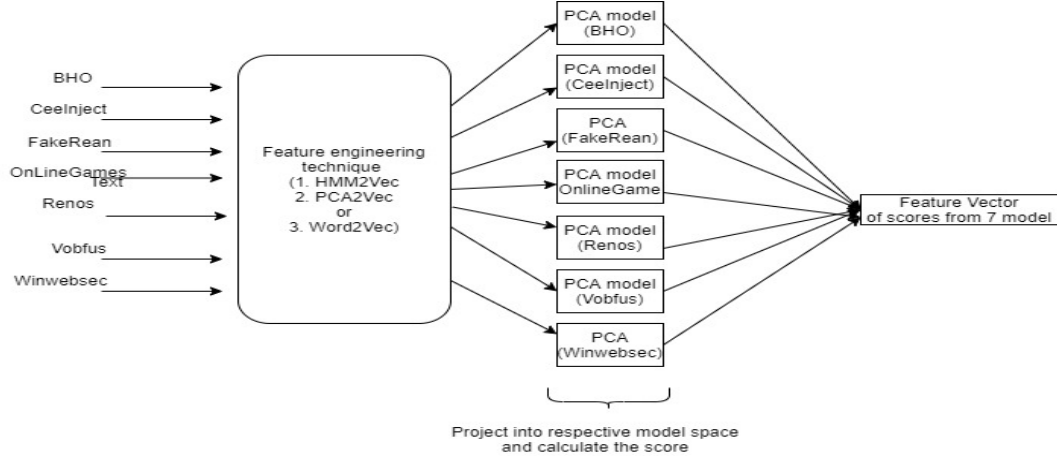 BHO
CeeInject
FakeRean
OnLineGames
Text
Renos
Vobfus
Winwebsec
Feature engineering
technique
(1. HMM2Vec
2. PCA2Vec
or
3. Word2Vec)
PCA model
(BHO)
PCA model
(CeeInject)
PCA
(FakeRean)
PCA model
OnlineGame
PCA model
(Renos)
PCA model
(Vobfus)
PCA
(Winwebsec)
Project into respective model space
and calculate the score
Feature Vector
of scores from 7 model